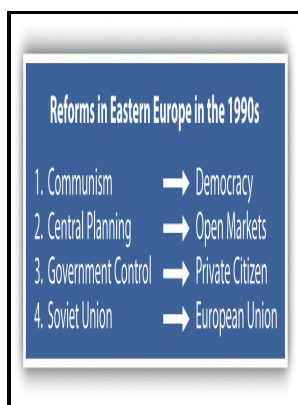 Reforms in Eastern Europe in the 1990s
1. Communism → Democracy
2. Central Planning → Open Markets
3. Government Control → Private Citizen
4. Soviet Union → European Union